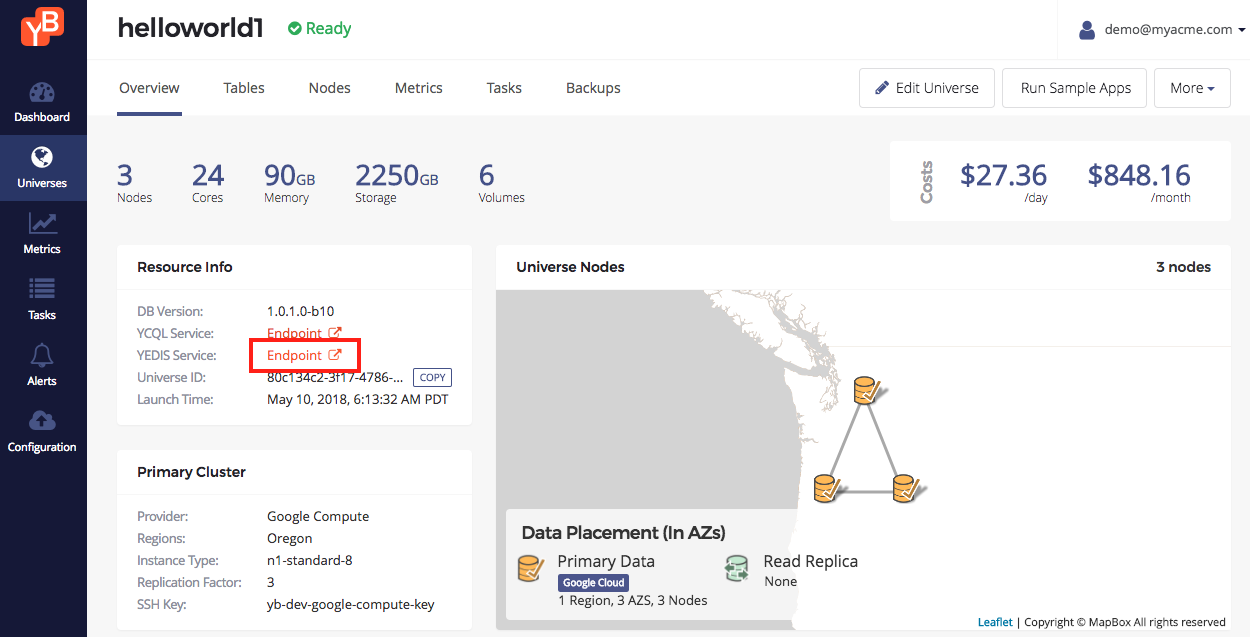 YB
helloworld1
Ready
demo@myacme.com
Dashboard
Universes
Metrics
Tasks
Alerts
Configuration
Overview
Tables
Nodes
Metrics
Tasks
Backups
Edit Universe
Run Sample Apps
More
3
Nodes
24
Cores
90GB
Memory
2250GB
Storage
6
Volumes
Costs
$27.36
/day
$848.16
/month
Resource Info
DB Version: 1.0.1.0-b10
YCQL Service: Endpoint
YEDIS Service: Endpoint
Universe ID: 80c134c2-3f17-4786-... COPY
Launch Time: May 10, 2018, 6:13:32 AM PDT
Primary Cluster
Provider: Google Compute
Regions: Oregon
Instance Type: n1-standard-8
Replication Factor: 3
SSH Key: yb-dev-google-compute-key
Universe Nodes
3 nodes
Data Placement (In AZs)
Primary Data
Google Cloud
1 Region, 3 AZS, 3 Nodes
Read Replica
None
Leaflet | Copyright © MapBox All rights reserved